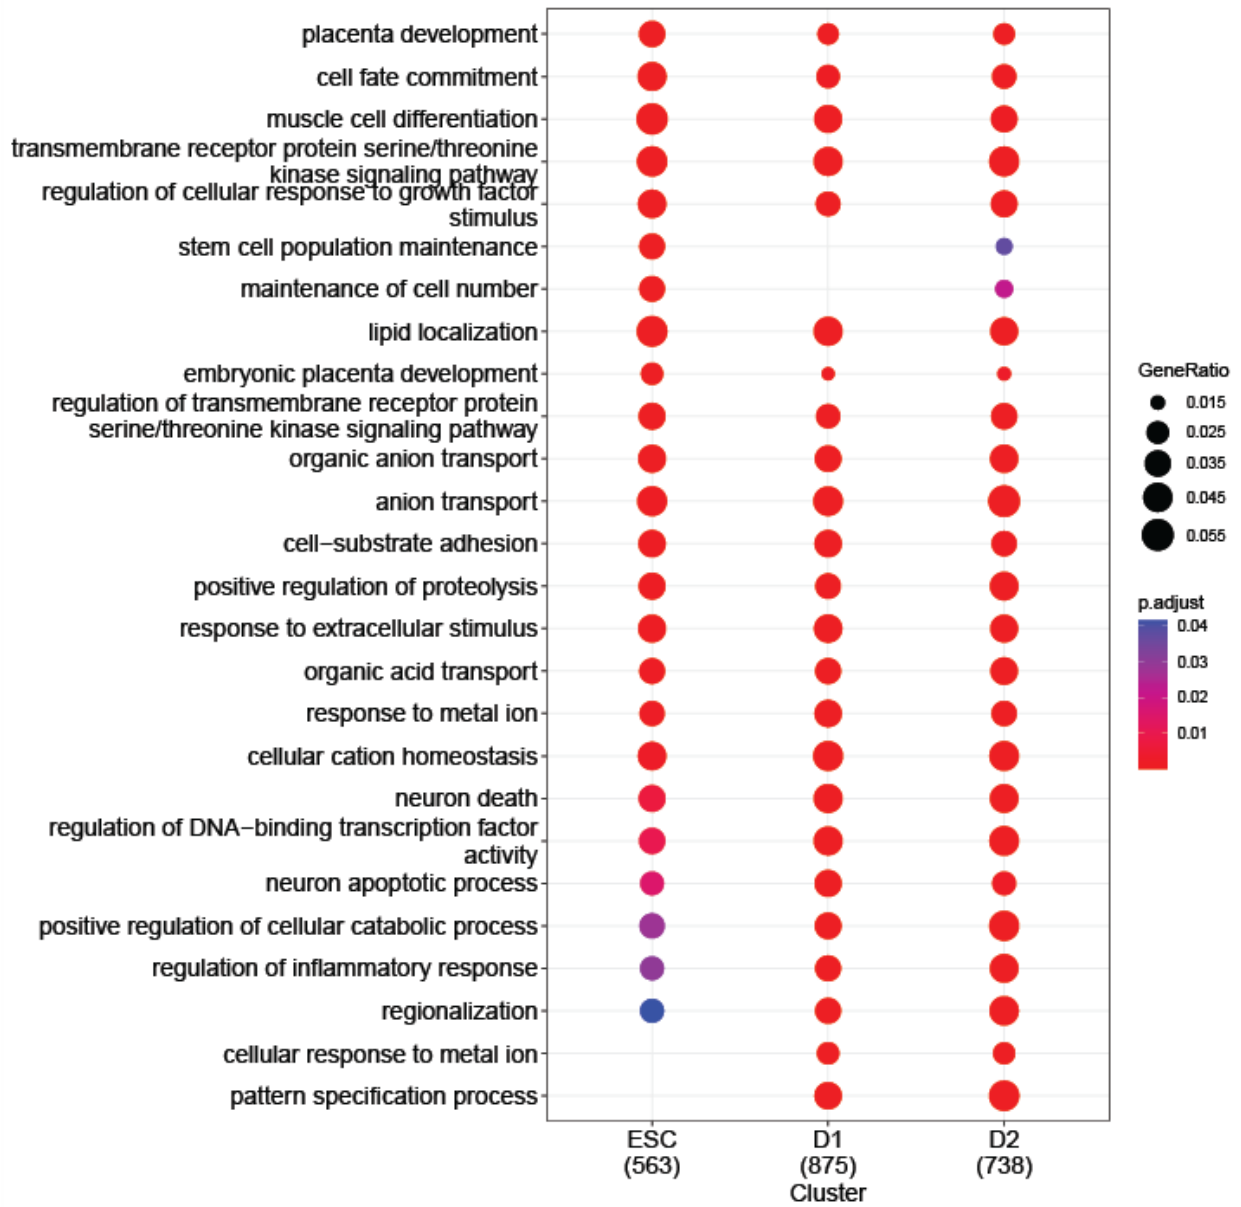 placenta development
cell fate commitment
muscle cell differentiation
transmembrane receptor protein serine/threonine
kinase signaling pathway
regulation of cellular response to growth factor
stimulus
stem cell population maintenance
maintenance of cell number
lipid localization
embryonic placenta development
regulation of transmembrane receptor protein
serine/threonine kinase signaling pathway
organic anion transport
anion transport
cell−substrate adhesion
positive regulation of proteolysis
response to extracellular stimulus
organic acid transport
response to metal ion
cellular cation homeostasis
neuron death
regulation of DNA−binding transcription factor
activity
neuron apoptotic process
positive regulation of cellular catabolic process
regulation of inflammatory response
regionalization
cellular response to metal ion
pattern specification process
ESC
(563)
D1
(875)
D2
(738)
Cluster
GeneRatio
0.015
0.025
0.035
0.045
0.055
p.adjust
0.04
0.03
0.02
0.01